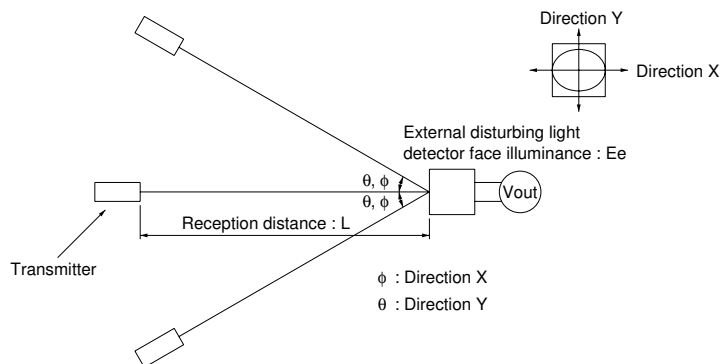 Direction Y
Direction X
External disturbing light
detector face illuminance : Ee
θ, ϕ
θ, ϕ
Vout
Reception distance : L
Transmitter
ϕ : Direction X
θ : Direction Y